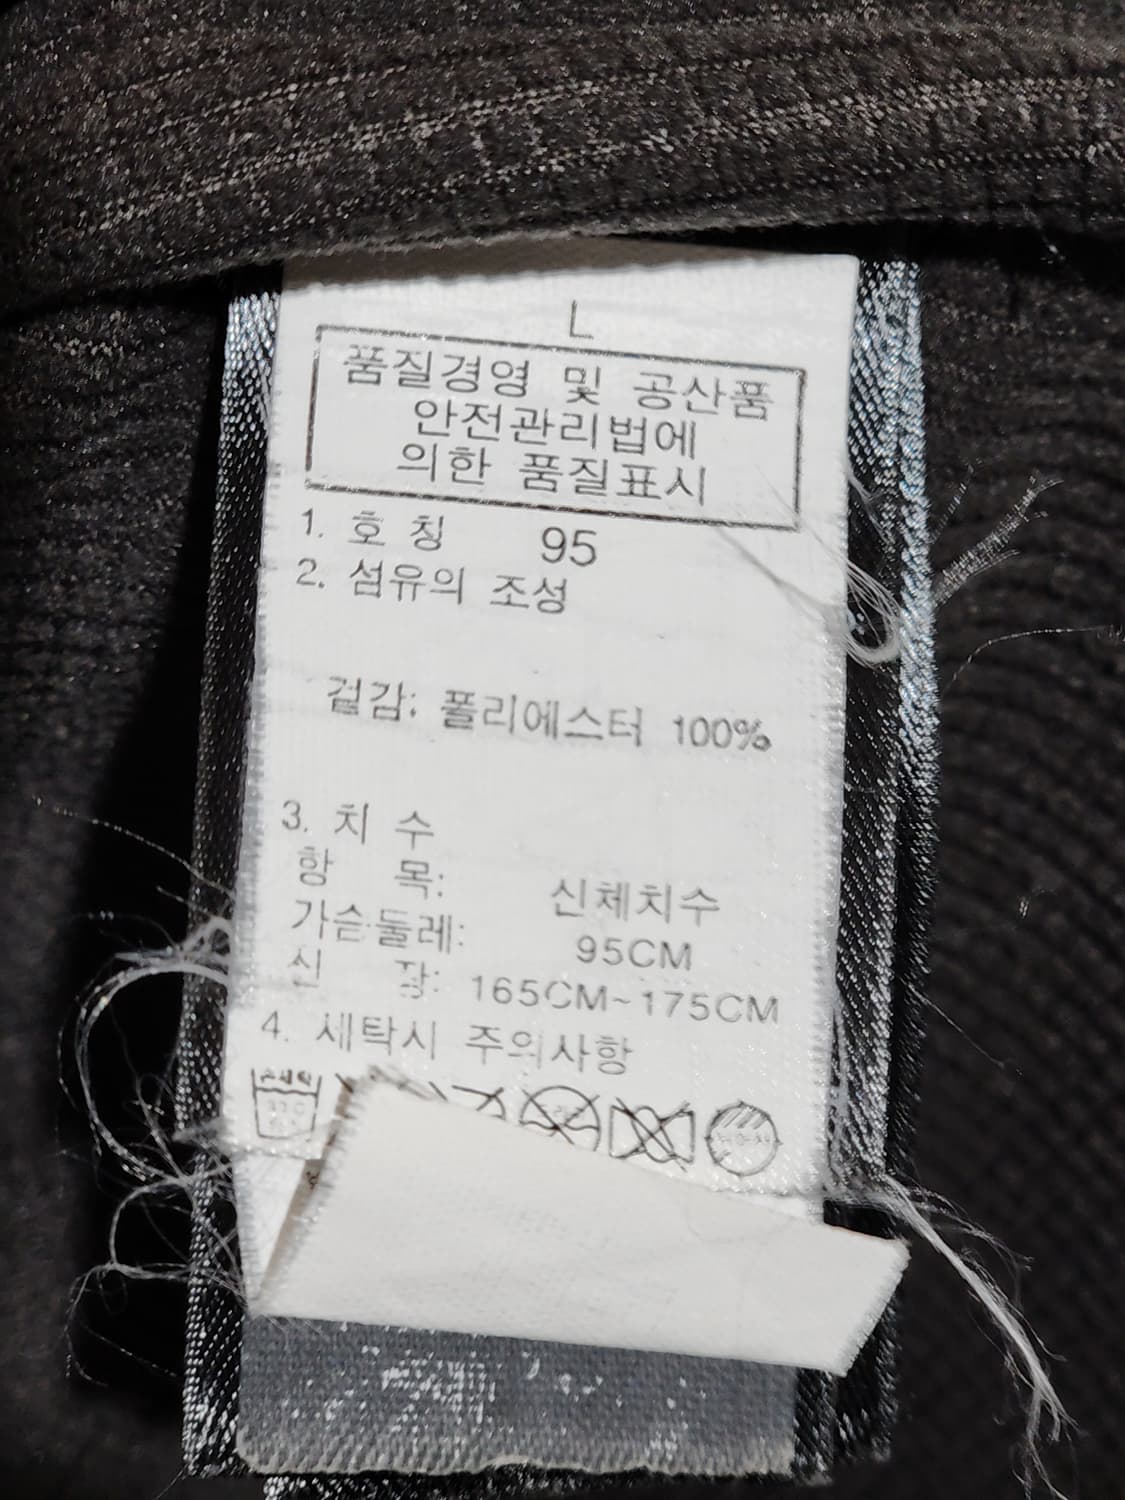 L
품질경영 및 공산품
안전관리법에
의한 품질표시
1. 호 칭 95
2. 섬유의 조성
겉감: 폴리에스터 100%
3. 치 수
항 목: 신체치수
가슴둘레: 95CM
신 장: 165CM~175CM
4. 세탁시 주의사항
손세탁